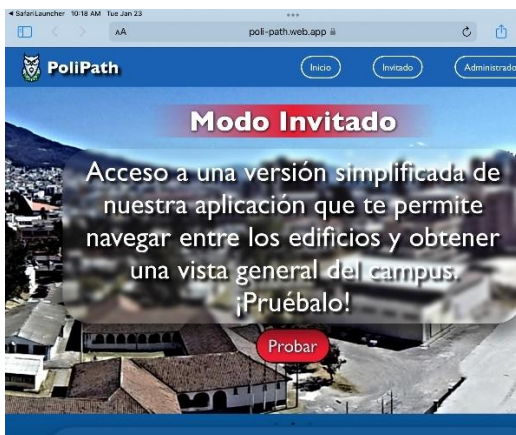 SafariLauncher 10:18 AM Tue Jan 23
AA poli-path.web.app
PoliPath Inicio Invitado Administrado
Modo Invitado
Acceso a una versión simplificada de
nuestra aplicación que te permite
navegar entre los edificios y obtener
una vista general del campus.
¡Pruébalo!
Probar